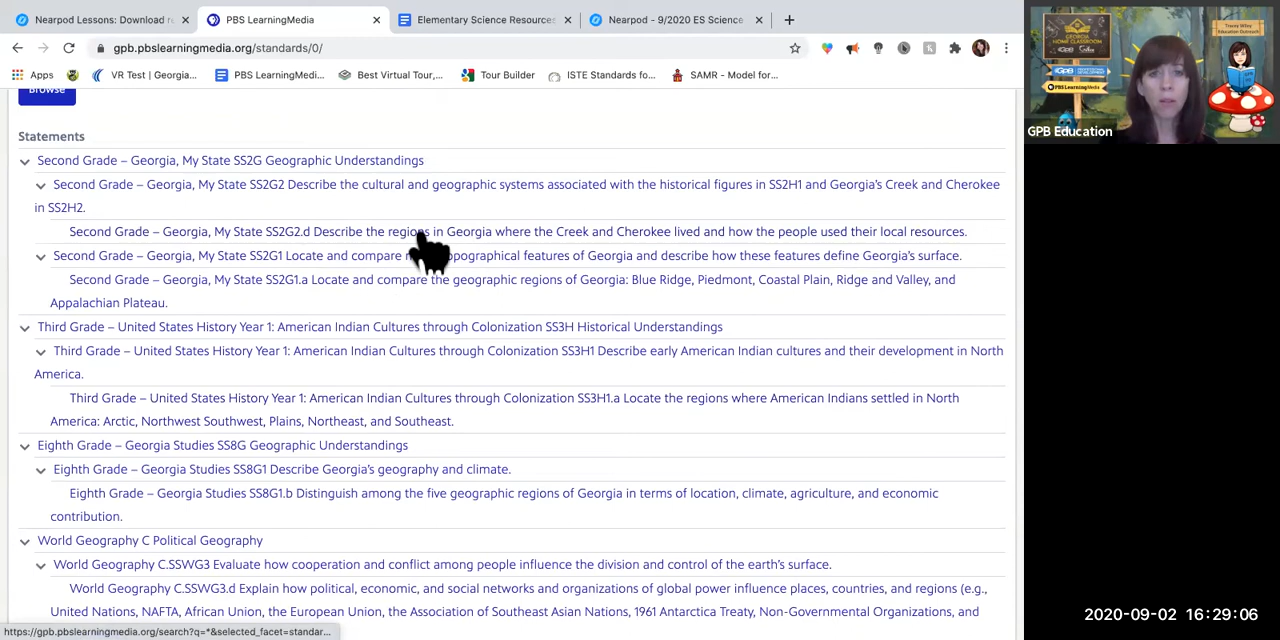 Nearpod Lessons: Download r
PBS LearningMedia
Elementary Science Resources
Nearpod - 9/2020 ES Science
gpb.pbslearningmedia.org/standards/0/
Apps
VR Test | Georgia...
PBS LearningMedi...
Best Virtual Tour,...
Tour Builder
ISTE Standards fo...
SAMR - Model for...
Browse
Statements
Second Grade – Georgia, My State SS2G Geographic Understandings
Second Grade – Georgia, My State SS2G2 Describe the cultural and geographic systems associated with the historical figures in SS2H1 and Georgia's Creek and Cherokee
in SS2H2.
Second Grade – Georgia, My State SS2G2.d Describe the regions in Georgia where the Creek and Cherokee lived and how the people used their local resources.
Second Grade – Georgia, My State SS2G1 Locate and compare opographical features of Georgia and describe how these features define Georgia's surface.
Second Grade – Georgia, My State SS2G1.a Locate and compare the geographic regions of Georgia: Blue Ridge, Piedmont, Coastal Plain, Ridge and Valley, and
Appalachian Plateau.
Third Grade – United States History Year 1: American Indian Cultures through Colonization SS3H Historical Understandings
Third Grade – United States History Year 1: American Indian Cultures through Colonization SS3H1 Describe early American Indian cultures and their development in North
America.
Third Grade – United States History Year 1: American Indian Cultures through Colonization SS3H1.a Locate the regions where American Indians settled in North
America: Arctic, Northwest Southwest, Plains, Northeast, and Southeast.
Eighth Grade – Georgia Studies SS8G Geographic Understandings
Eighth Grade – Georgia Studies SS8G1 Describe Georgia's geography and climate.
Eighth Grade – Georgia Studies SS8G1.b Distinguish among the five geographic regions of Georgia in terms of location, climate, agriculture, and economic
contribution.
World Geography C Political Geography
World Geography C.SSWG3 Evaluate how cooperation and conflict among people influence the division and control of the earth's surface.
World Geography C.SSWG3.d Explain how political, economic, and social networks and organizations of global power influence places, countries, and regions (e.g.,
United Nations, NAFTA, African Union, the European Union, the Association of Southeast Asian Nations, 1961 Antarctica Treaty, Non-Governmental Organizations, and
https://gpb.pbslearningmedia.org/search?q=*&selected_facet=standar...
GEORGIA
HOME CLASSROOM
GPB
PBS LearningMedia
Tracey Wiley
Education Outreach
GPB Education
2020-09-02 16:29:06